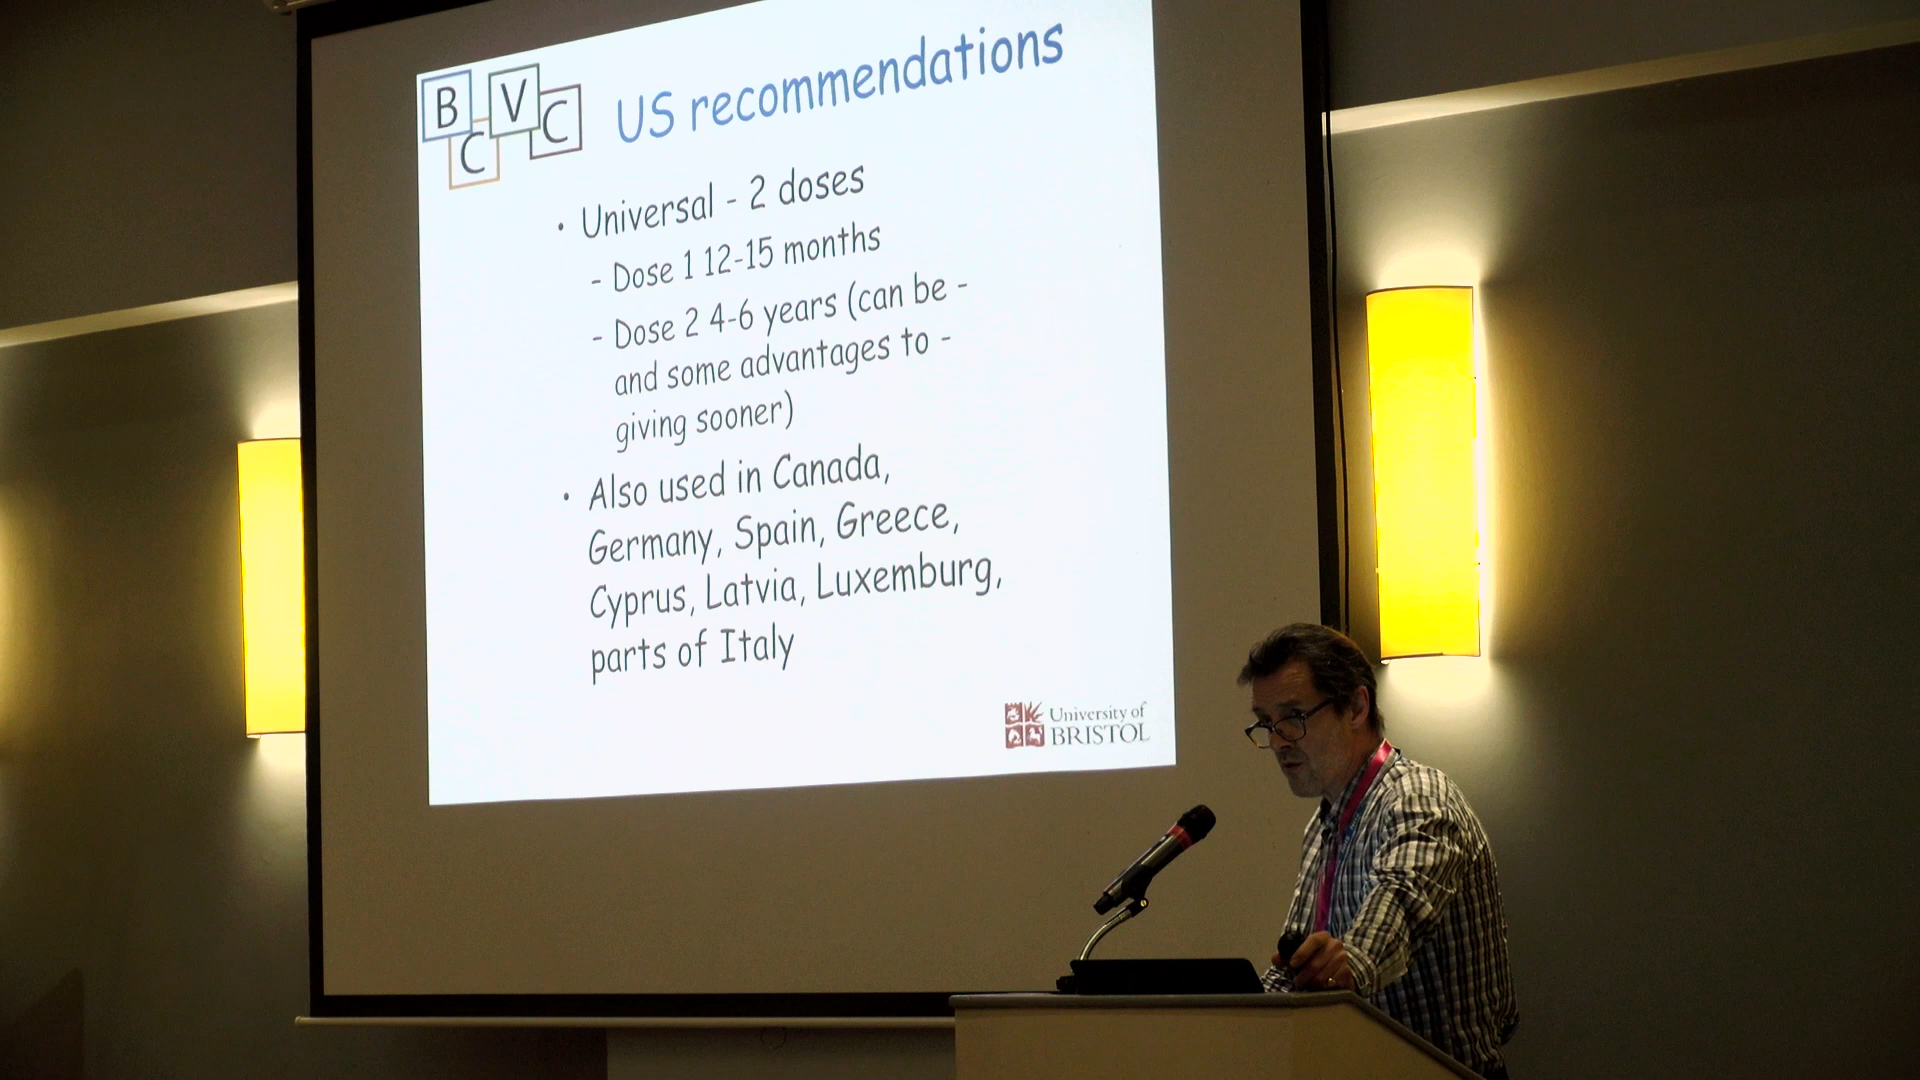 B C V C
US recommendations
• Universal - 2 doses
- Dose 1 12-15 months
- Dose 2 4-6 years (can be -
and some advantages to -
giving sooner)
• Also used in Canada,
Germany, Spain, Greece,
Cyprus, Latvia, Luxemburg,
parts of Italy
University of
BRISTOL